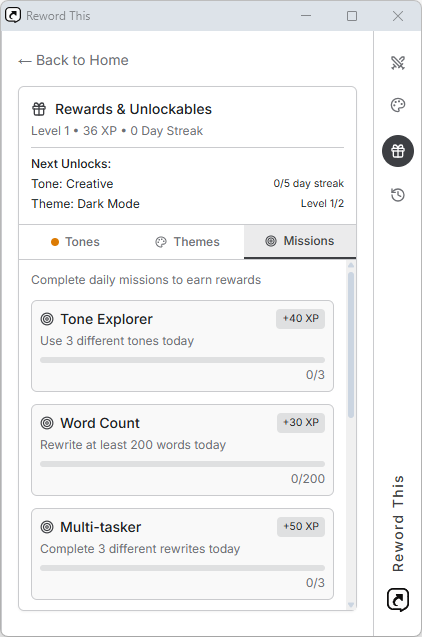 Reword This
← Back to Home
Rewards & Unlockables
Level 1 • 36 XP • 0 Day Streak
Next Unlocks:
Tone: Creative 0/5 day streak
Theme: Dark Mode Level 1/2
Tones Themes Missions
Complete daily missions to earn rewards
Tone Explorer +40 XP
Use 3 different tones today
0/3
Word Count +30 XP
Rewrite at least 200 words today
0/200
Multi-tasker +50 XP
Complete 3 different rewrites today
0/3
Reword This